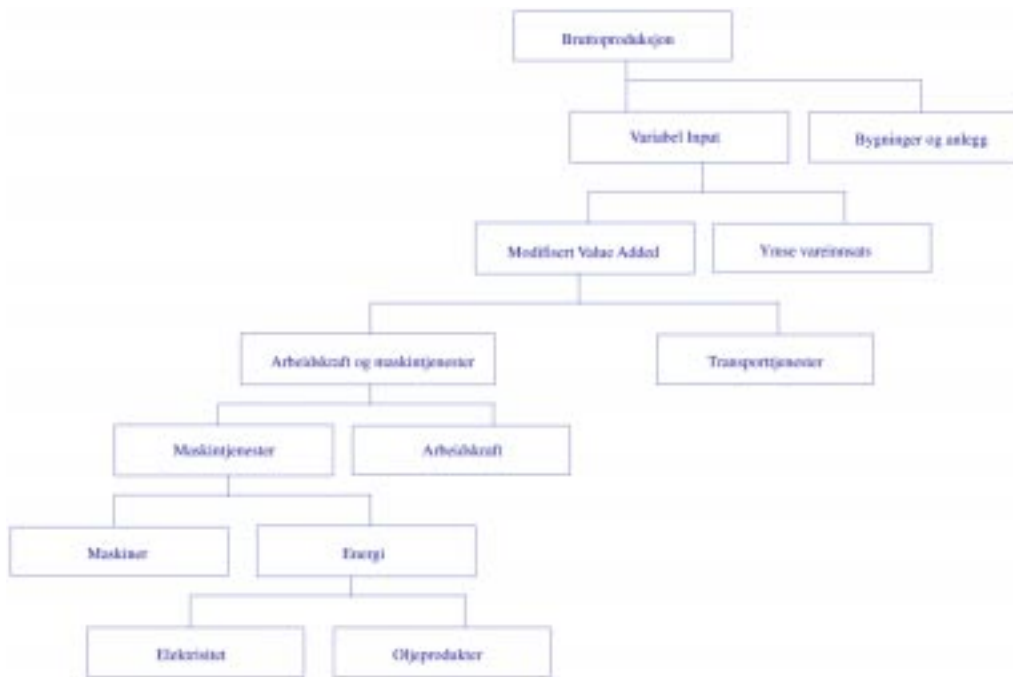 Bruttoproduksjon
Variabel Input
Bygninger og anlegg
Modifisert Value Added
Ymse vareinnsats
Arbeidskraft og maskintjenester
Transporttjenester
Maskintjenester
Arbeidskraft
Maskiner
Energi
Elektrisitet
Oljeprodukter